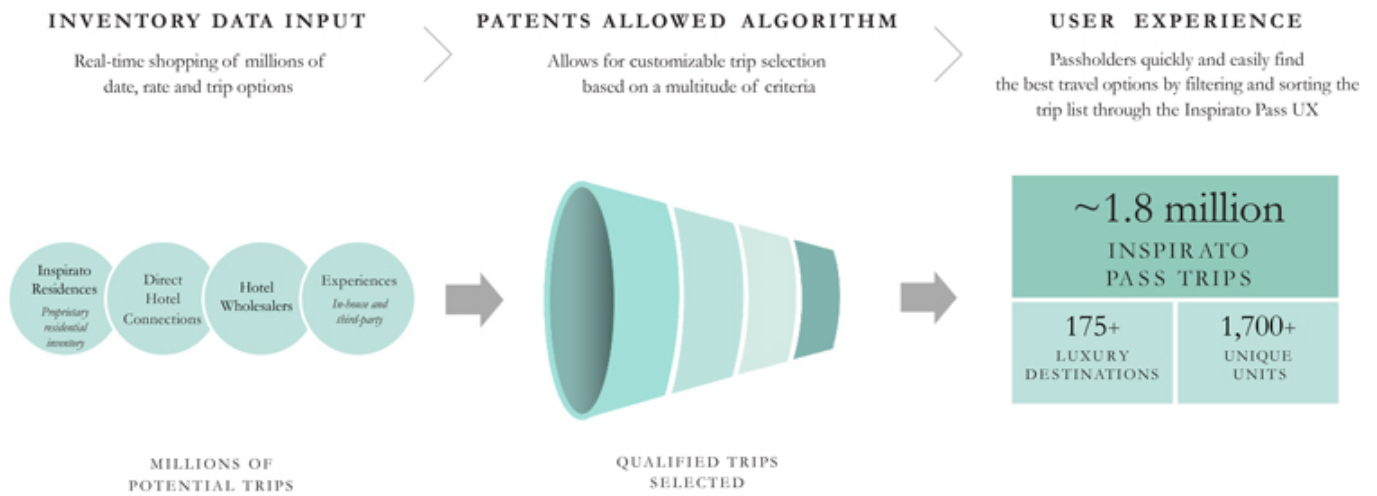 INVENTORY DATA INPUT
Real-time shopping of millions of
date, rate and trip options
PATENTS ALLOWED ALGORITHM
Allows for customizable trip selection
based on a multitude of criteria
USER EXPERIENCE
Passholders quickly and easily find
the best travel options by filtering and sorting the
trip list through the Inspirato Pass UX
Inspirato
Residences
Proprietary
residential
inventory
Direct
Hotel
Connections
Hotel
Wholesalers
Experiences
In-house and
third-party
~1.8 million
INSPIRATO
PASS TRIPS
175+
LUXURY
DESTINATIONS
1,700+
UNIQUE
UNITS
MILLIONS OF
POTENTIAL TRIPS
QUALIFIED TRIPS
SELECTED